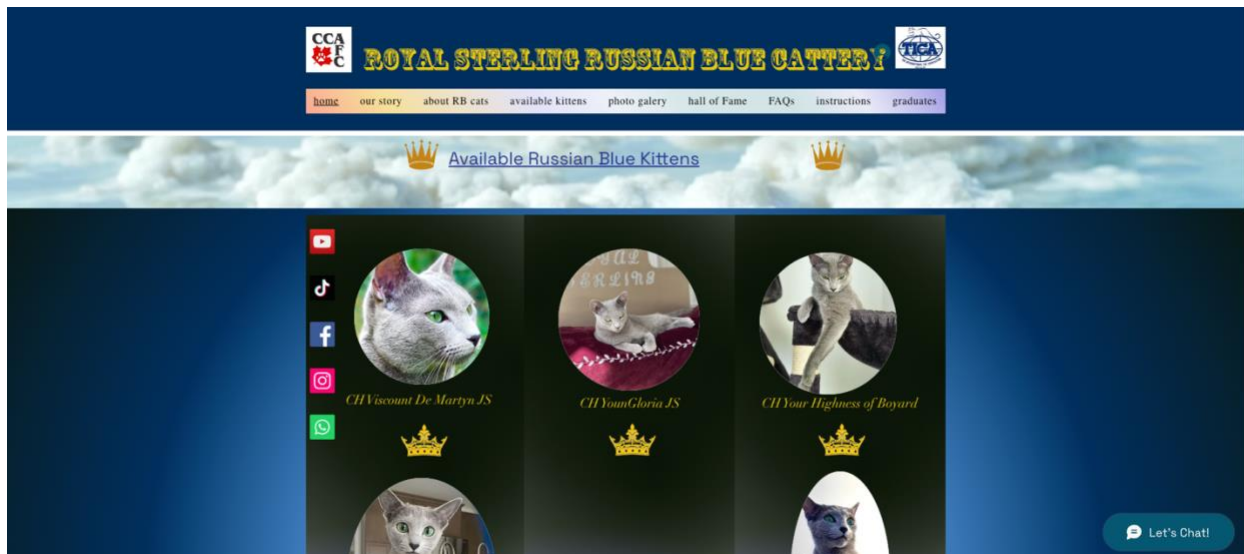 CCA
F
C
ROYAL STERLING RUSSIAN BLUE CATTERY
TICA
home our story about RB cats available kittens photo galery hall of Fame FAQs instructions graduates
Available Russian Blue Kittens
CH Viscount De Martyn JS
CH YounGloria JS
CH Your Highness of Boyard
Let's Chat!